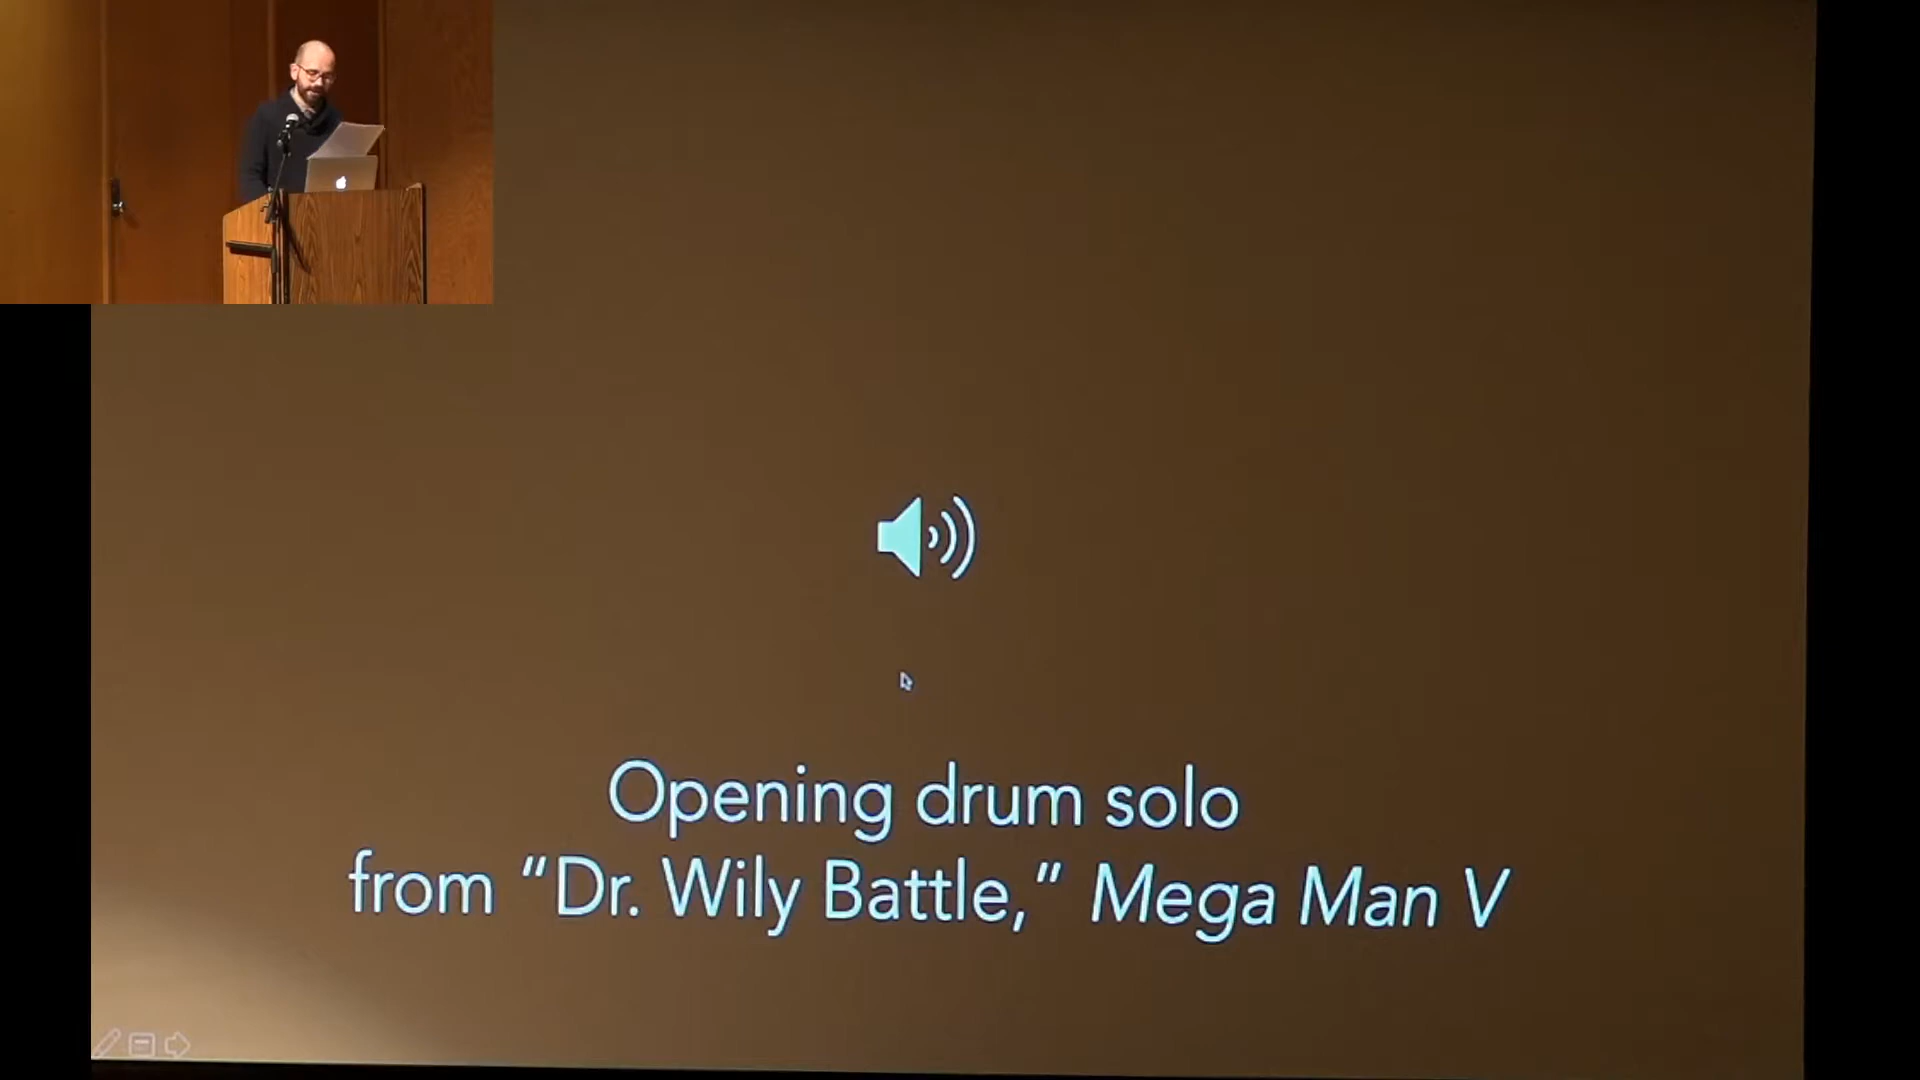 Opening drum solo
from “Dr. Wily Battle,” Mega Man V